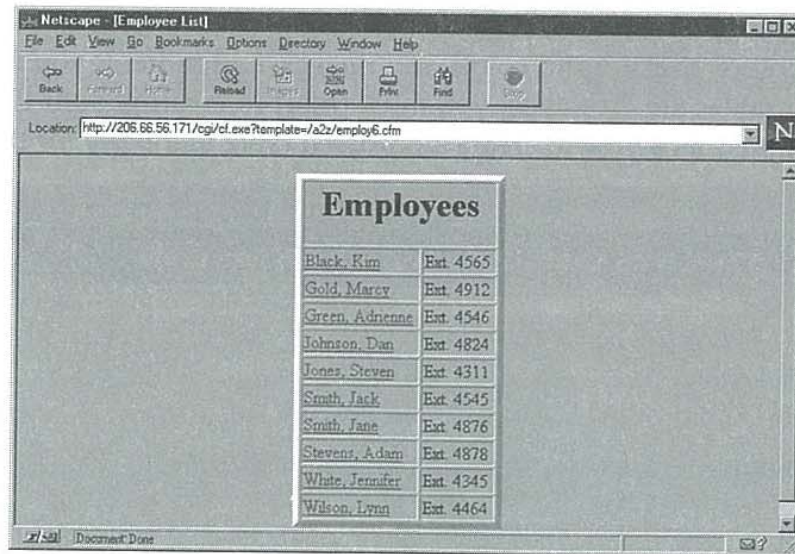 Netscape - [Employee List]
File Edit View Go Bookmarks Options Directory Window Help
Back Forward Home Reload Images Open Print Find Stop
Location: http://206.66.56.171/cgi/cf.exe?template=/a2z/employ6.cfm
N
Employees
Black, Kim Ext. 4565
Gold, Marcy Ext. 4912
Green, Adrienne Ext. 4546
Johnson, Dan Ext. 4824
Jones, Steven Ext. 4311
Smith, Jack Ext. 4545
Smith, Jane Ext. 4876
Stevens, Adam Ext. 4878
White, Jennifer Ext. 4345
Wilson, Lynn Ext. 4464
Document: Done